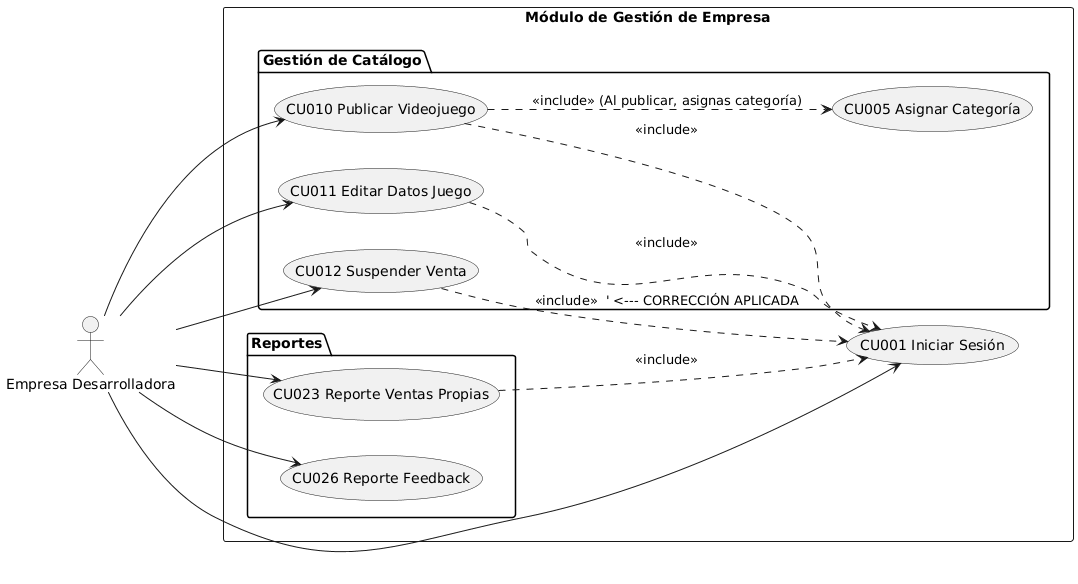 Módulo de Gestión de Empresa
Gestión de Catálogo
CU010 Publicar Videojuego
«include» (Al publicar, asignas categoría)
CU005 Asignar Categoría
«include»
CU011 Editar Datos Juego
«include»
CU012 Suspender Venta
«include»  ' <--- CORRECCIÓN APLICADA
CU001 Iniciar Sesión
Reportes
«include»
CU023 Reporte Ventas Propias
Empresa Desarrolladora
CU026 Reporte Feedback